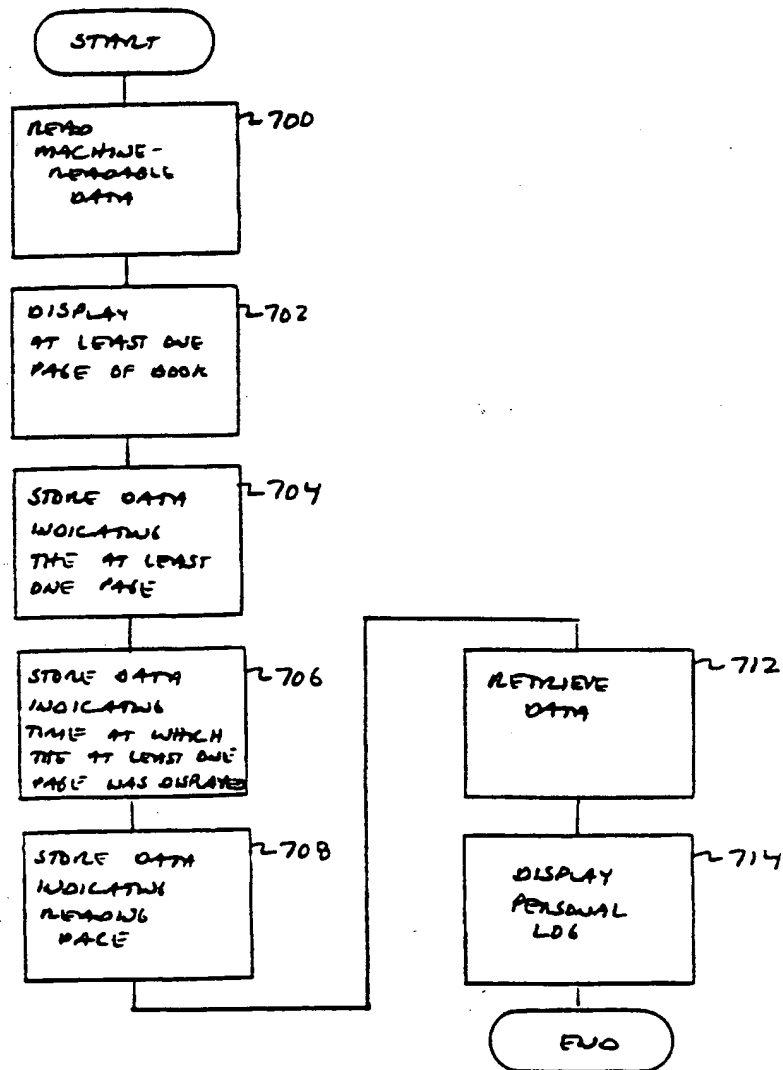 START
READ
MACHINE-
READABLE
DATA
700
DISPLAY
AT LEAST ONE
PAGE OF BOOK
702
STORE DATA
INDICATING
THE AT LEAST
ONE PAGE
704
STORE DATA
INDICATING
TIME AT WHICH
THE AT LEAST ONE
PAGE WAS DISPLAYED
706
STORE DATA
INDICATING
READING
PACE
708
RETRIEVE
DATA
712
DISPLAY
PERSONAL
LOG
714
END